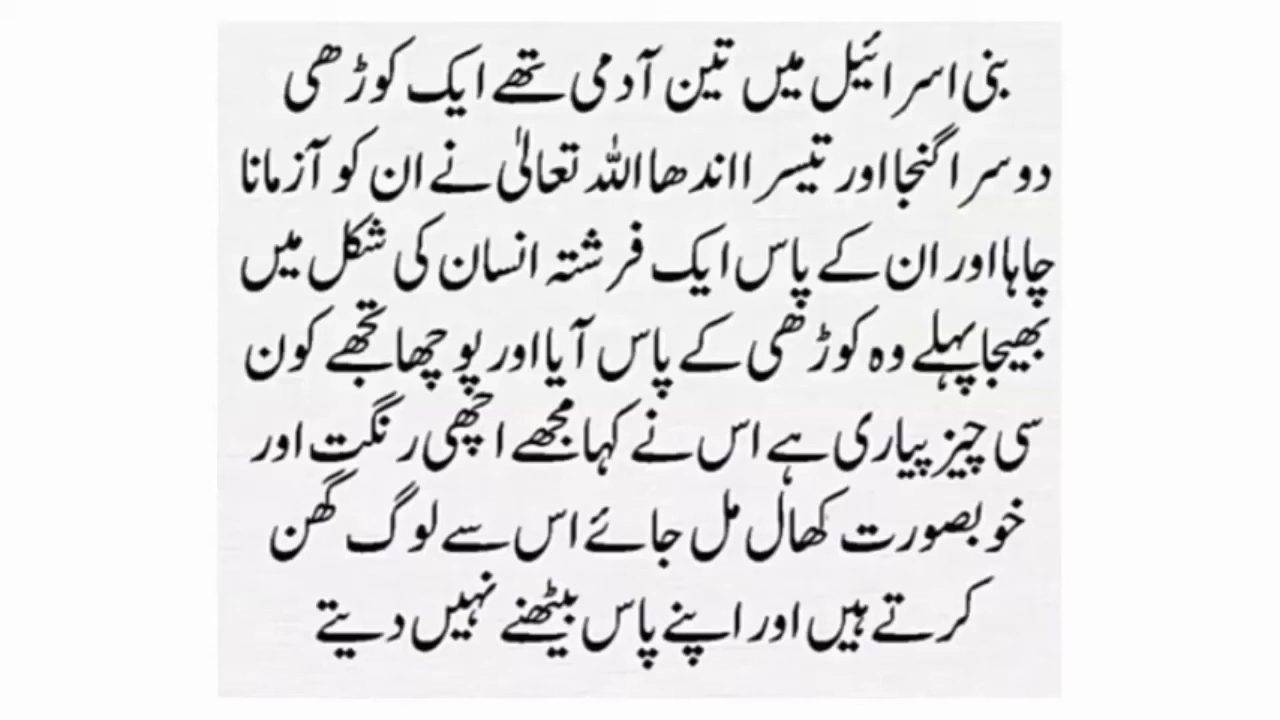 بنی اسرائیل میں تین آدمی تھے ایک کوڑھی
دوسرا گنجا اور تیسرا اندھا اللہ تعالیٰ نے ان کو آزمانا
چاہا اور ان کے پاس ایک فرشتہ انسان کی شکل میں
بھیجا پہلے وہ کوڑھی کے پاس آیا اور پوچھا تجھے کون
سی چیز پیاری ہے اس نے کہا مجھے اچھی رنگت اور
خوبصورت کھال مل جائے اس سے لوگ گھن
کرتے ہیں اور اپنے پاس بیٹھنے نہیں دیتے